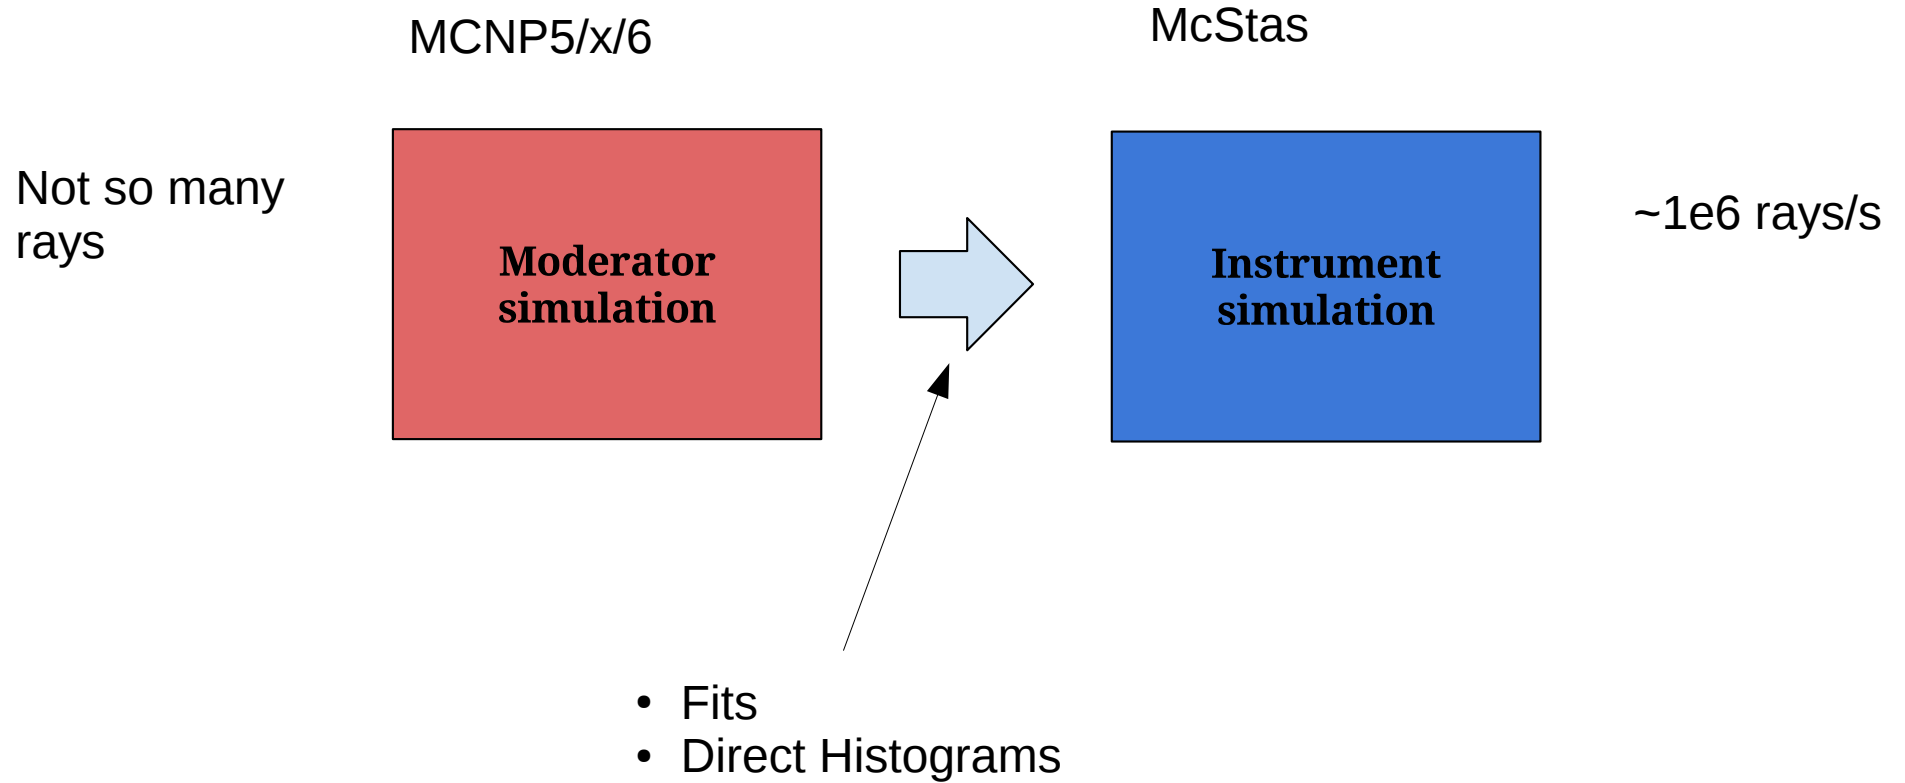 MCNP5/x/6
McStas
Not so many
rays
Moderator
simulation
Instrument
simulation
~1e6 rays/s
• Fits
• Direct Histograms